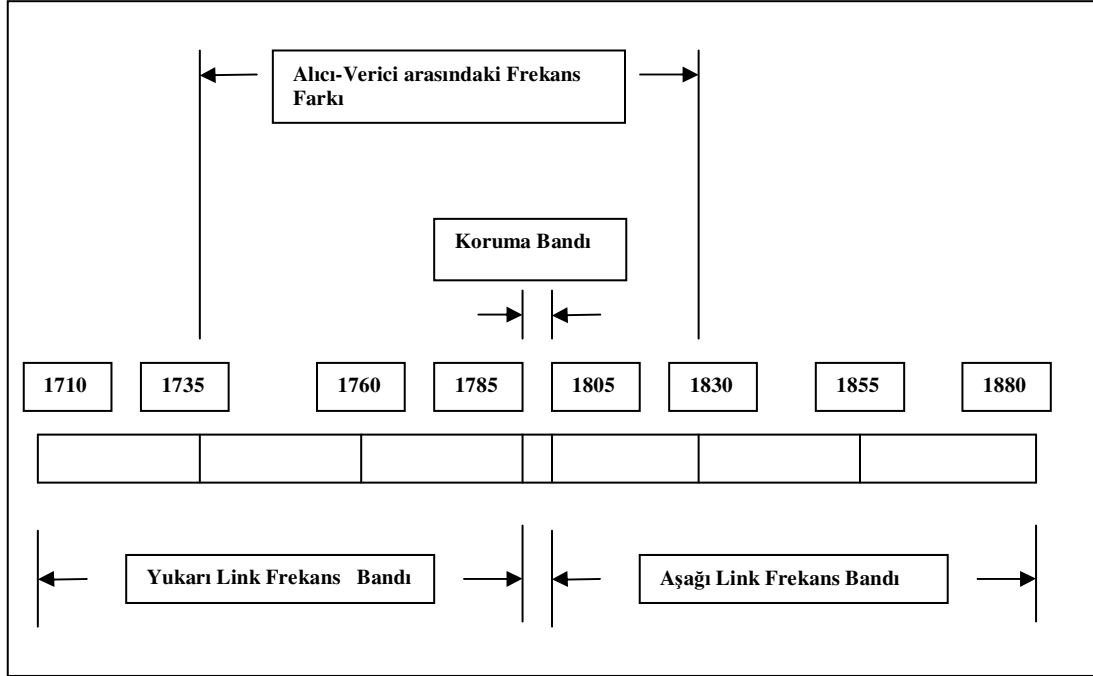 Alıcı-Verici arasındaki Frekans
Farkı
Koruma Bandı
1710 1735 1760 1785 1805 1830 1855 1880
Yukarı Link Frekans Bandı
Aşağı Link Frekans Bandı